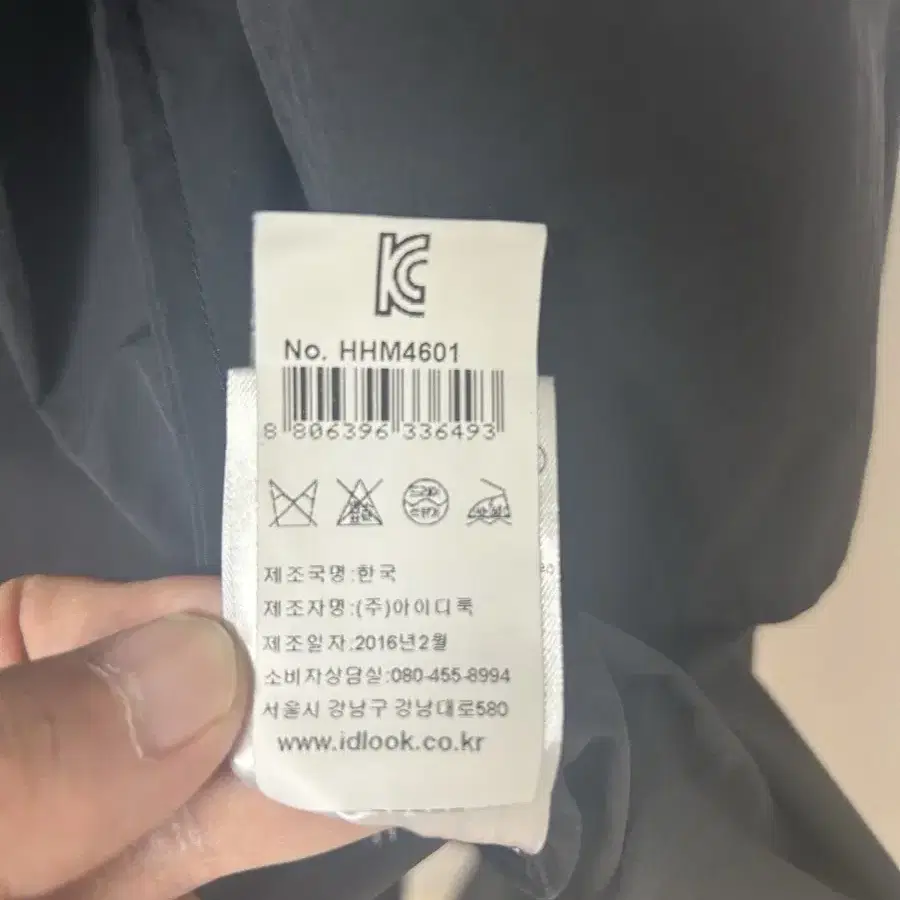 KC
No. HHM4601
8 806396 336493
제조국명:한국
제조자명:(주)아이디룩
제조일자:2016년2월
소비자상담실:080-455-8994
서울시 강남구 강남대로580
www.idlook.co.kr